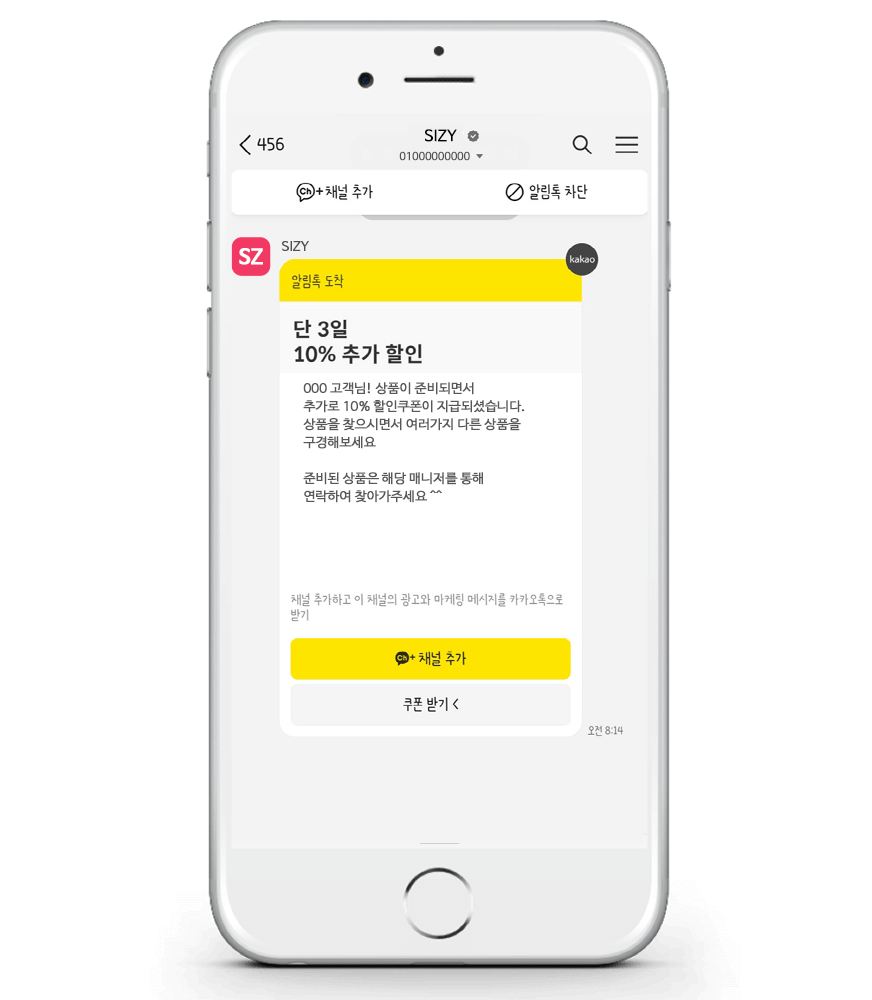 456
SIZY
01000000000
Ch+ 채널 추가
알림톡 차단
SZ
SIZY
kakao
알림톡 도착
단 3일
10% 추가 할인
000 고객님! 상품이 준비되면서
추가로 10% 할인쿠폰이 지급되셨습니다.
상품을 찾으시면서 여러가지 다른 상품을
구경해보세요
준비된 상품은 해당 매니저를 통해
연락하여 찾아가주세요 ^^
채널 추가하고 이 채널의 광고와 마케팅 메시지를 카카오톡으로
받기
Ch+ 채널 추가
쿠폰 받기 <
오전 8:14